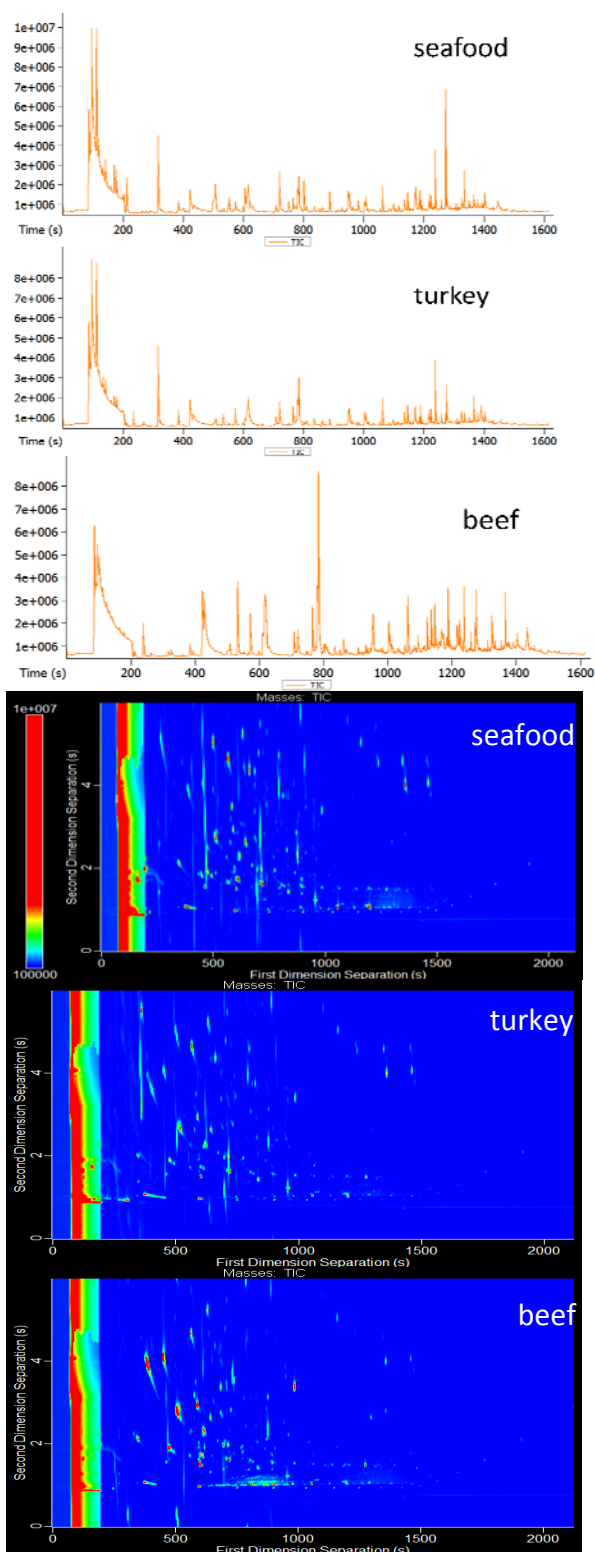 1e+007
9e+006
8e+006
7e+006
6e+006
5e+006
4e+006
3e+006
2e+006
1e+006
seafood
Time (s) 200 400 600 800 1000 1200 1400 1600
TIC
8e+006
7e+006
6e+006
5e+006
4e+006
3e+006
2e+006
1e+006
turkey
Time (s) 200 400 600 800 1000 1200 1400 1600
TIC
8e+006
7e+006
6e+006
5e+006
4e+006
3e+006
2e+006
1e+006
beef
Time (s) 200 400 600 800 1000 1200 1400 1600
TIC
Masses: TIC
1e+007
100000
seafood
Second Dimension Separation (s)
4
2
0
0 500 1000 1500 2000
First Dimension Separation (s)
Masses: TIC
turkey
Second Dimension Separation (s)
4
2
0
0 500 1000 1500 2000
First Dimension Separation (s)
Masses: TIC
beef
Second Dimension Separation (s)
4
2
0
0 500 1000 1500 2000
First Dimension Separation (s)